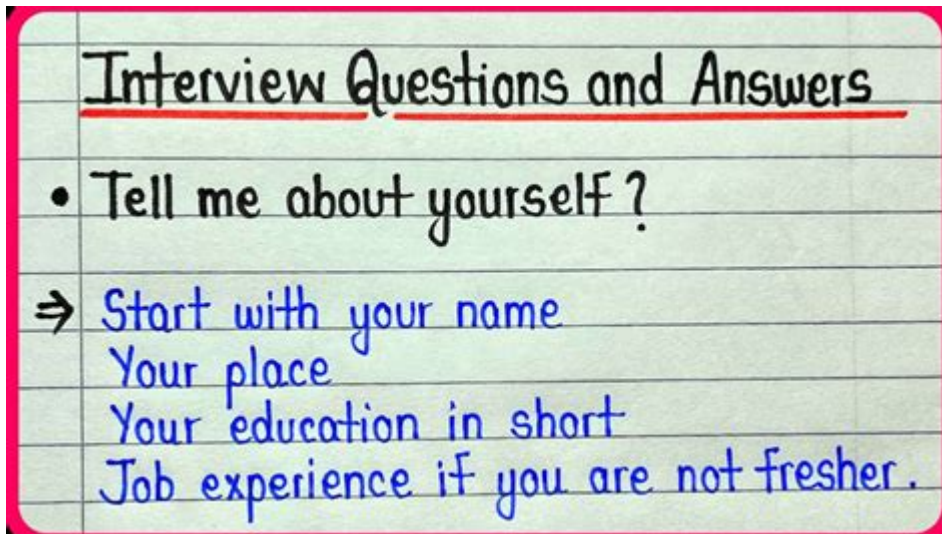 Interview Questions and Answers
• Tell me about yourself?
⇒ Start with your name
Your place
Your education in short
Job experience if you are not fresher.